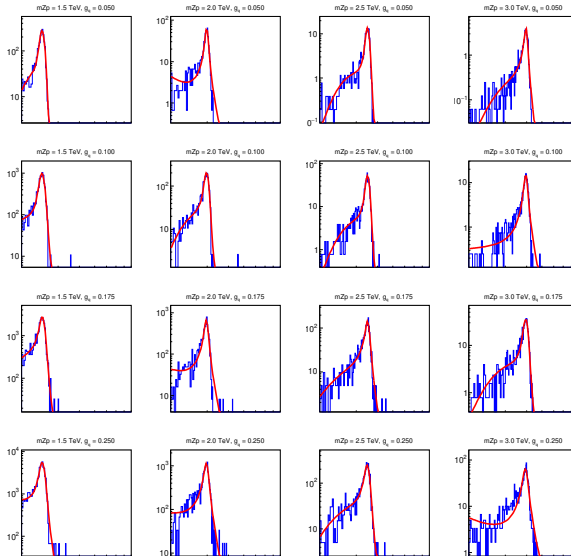 mZp = 1.5 TeV, g_q = 0.050
mZp = 2.0 TeV, g_q = 0.050
mZp = 2.5 TeV, g_q = 0.050
mZp = 3.0 TeV, g_q = 0.050
10²
10
10²
10
1
10
1
10⁻¹
1
10⁻¹
mZp = 1.5 TeV, g_q = 0.100
mZp = 2.0 TeV, g_q = 0.100
mZp = 2.5 TeV, g_q = 0.100
mZp = 3.0 TeV, g_q = 0.100
10³
10²
10
10²
10
1
10²
10
1
10
1
mZp = 1.5 TeV, g_q = 0.175
mZp = 2.0 TeV, g_q = 0.175
mZp = 2.5 TeV, g_q = 0.175
mZp = 3.0 TeV, g_q = 0.175
10³
10²
10³
10²
10
10²
10
10
1
mZp = 1.5 TeV, g_q = 0.250
mZp = 2.0 TeV, g_q = 0.250
mZp = 2.5 TeV, g_q = 0.250
mZp = 3.0 TeV, g_q = 0.250
10⁴
10³
10²
10³
10²
10
10²
10
10²
10
1